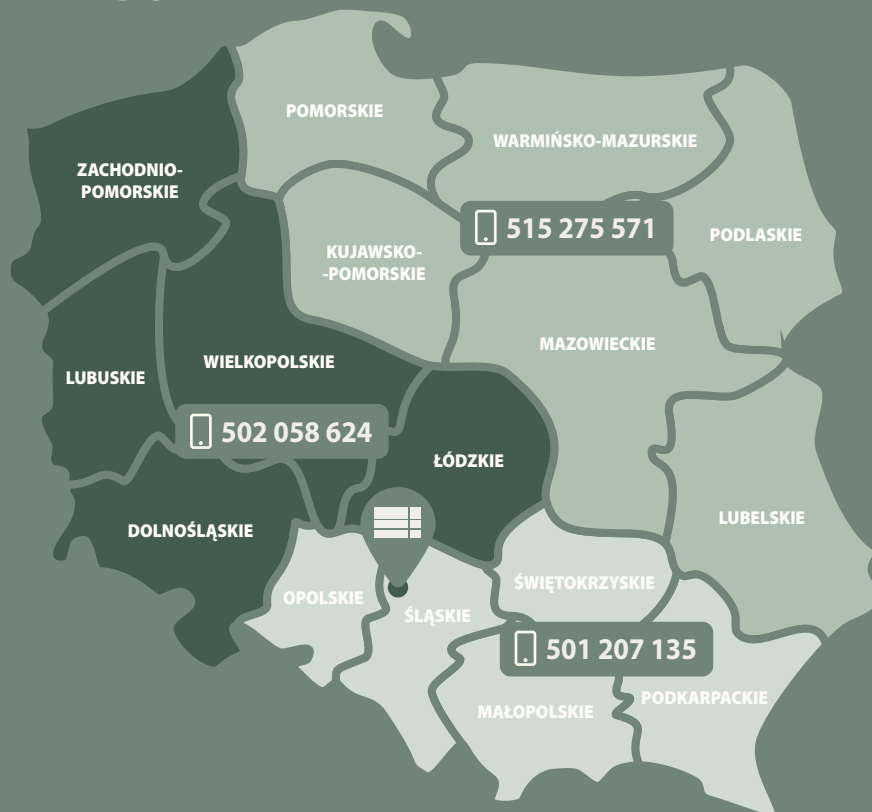 POMORSKIE
WARMIŃSKO-MAZURSKIE
ZACHODNIO-
POMORSKIE
515 275 571
PODLASKIE
KUJAWSKO-
-POMORSKIE
MAZOWIECKIE
WIELKOPOLSKIE
LUBUSKIE
502 058 624
ŁÓDZKIE
LUBELSKIE
DOLNOŚLĄSKIE
ŚWIĘTOKRZYSKIE
OPOLSKIE
ŚLĄSKIE
501 207 135
PODKARPACKIE
MAŁOPOLSKIE